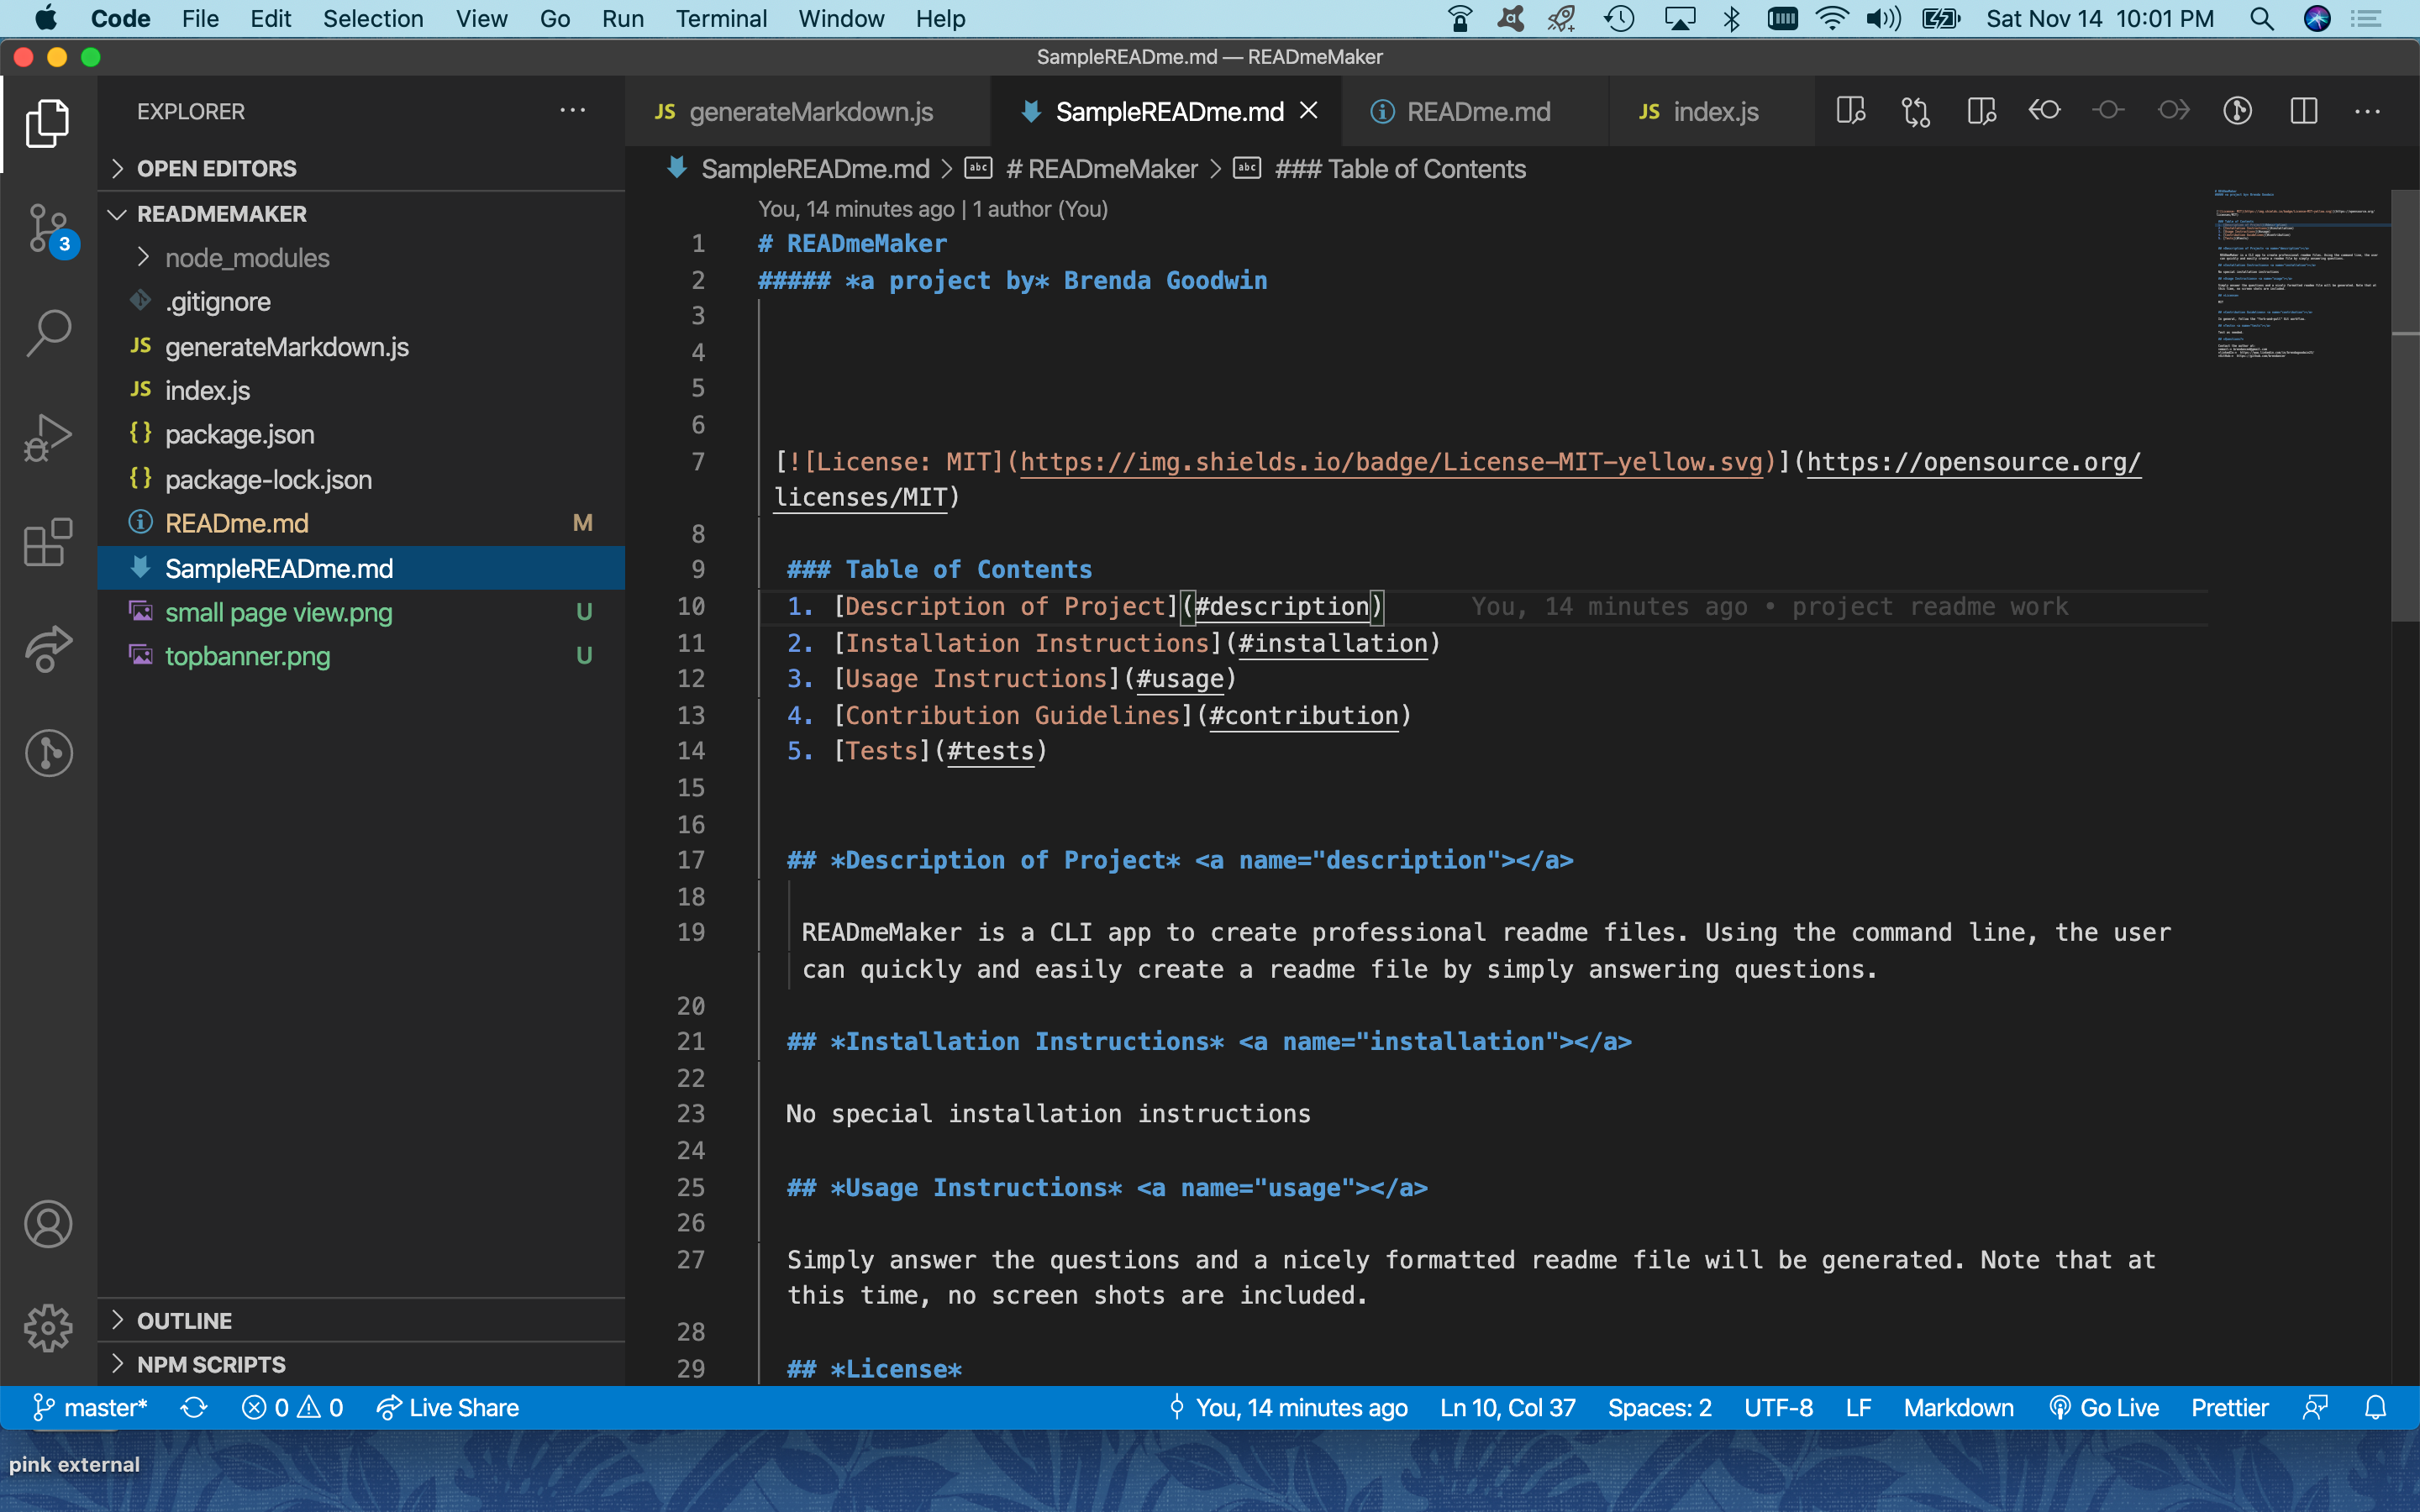 Code File Edit Selection View Go Run Terminal Window Help Sat Nov 14 10:01 PM
SampleREADme.md — READmeMaker
EXPLORER
OPEN EDITORS
READMEMAKER
node_modules
.gitignore
JS generateMarkdown.js
JS index.js
{} package.json
{} package-lock.json
READme.md M
SampleREADme.md
small page view.png U
topbanner.png U
OUTLINE
NPM SCRIPTS
3
JS generateMarkdown.js SampleREADme.md READme.md JS index.js
SampleREADme.md > abc # READmeMaker > abc ### Table of Contents
You, 14 minutes ago | 1 author (You)
1 # READmeMaker
2 ##### *a project by* Brenda Goodwin
3
4
5
6
7 [![License: MIT](https://img.shields.io/badge/License-MIT-yellow.svg)](https://opensource.org/
licenses/MIT)
8
9 ### Table of Contents
10 1. [Description of Project](#description) You, 14 minutes ago • project readme work
11 2. [Installation Instructions](#installation)
12 3. [Usage Instructions](#usage)
13 4. [Contribution Guidelines](#contribution)
14 5. [Tests](#tests)
15
16
17 ## *Description of Project* <a name="description"></a>
18
19 READmeMaker is a CLI app to create professional readme files. Using the command line, the user
can quickly and easily create a readme file by simply answering questions.
20
21 ## *Installation Instructions* <a name="installation"></a>
22
23 No special installation instructions
24
25 ## *Usage Instructions* <a name="usage"></a>
26
27 Simply answer the questions and a nicely formatted readme file will be generated. Note that at
this time, no screen shots are included.
28
29 ## *License*
master* 0 0 Live Share You, 14 minutes ago Ln 10, Col 37 Spaces: 2 UTF-8 LF Markdown Go Live Prettier
pink external